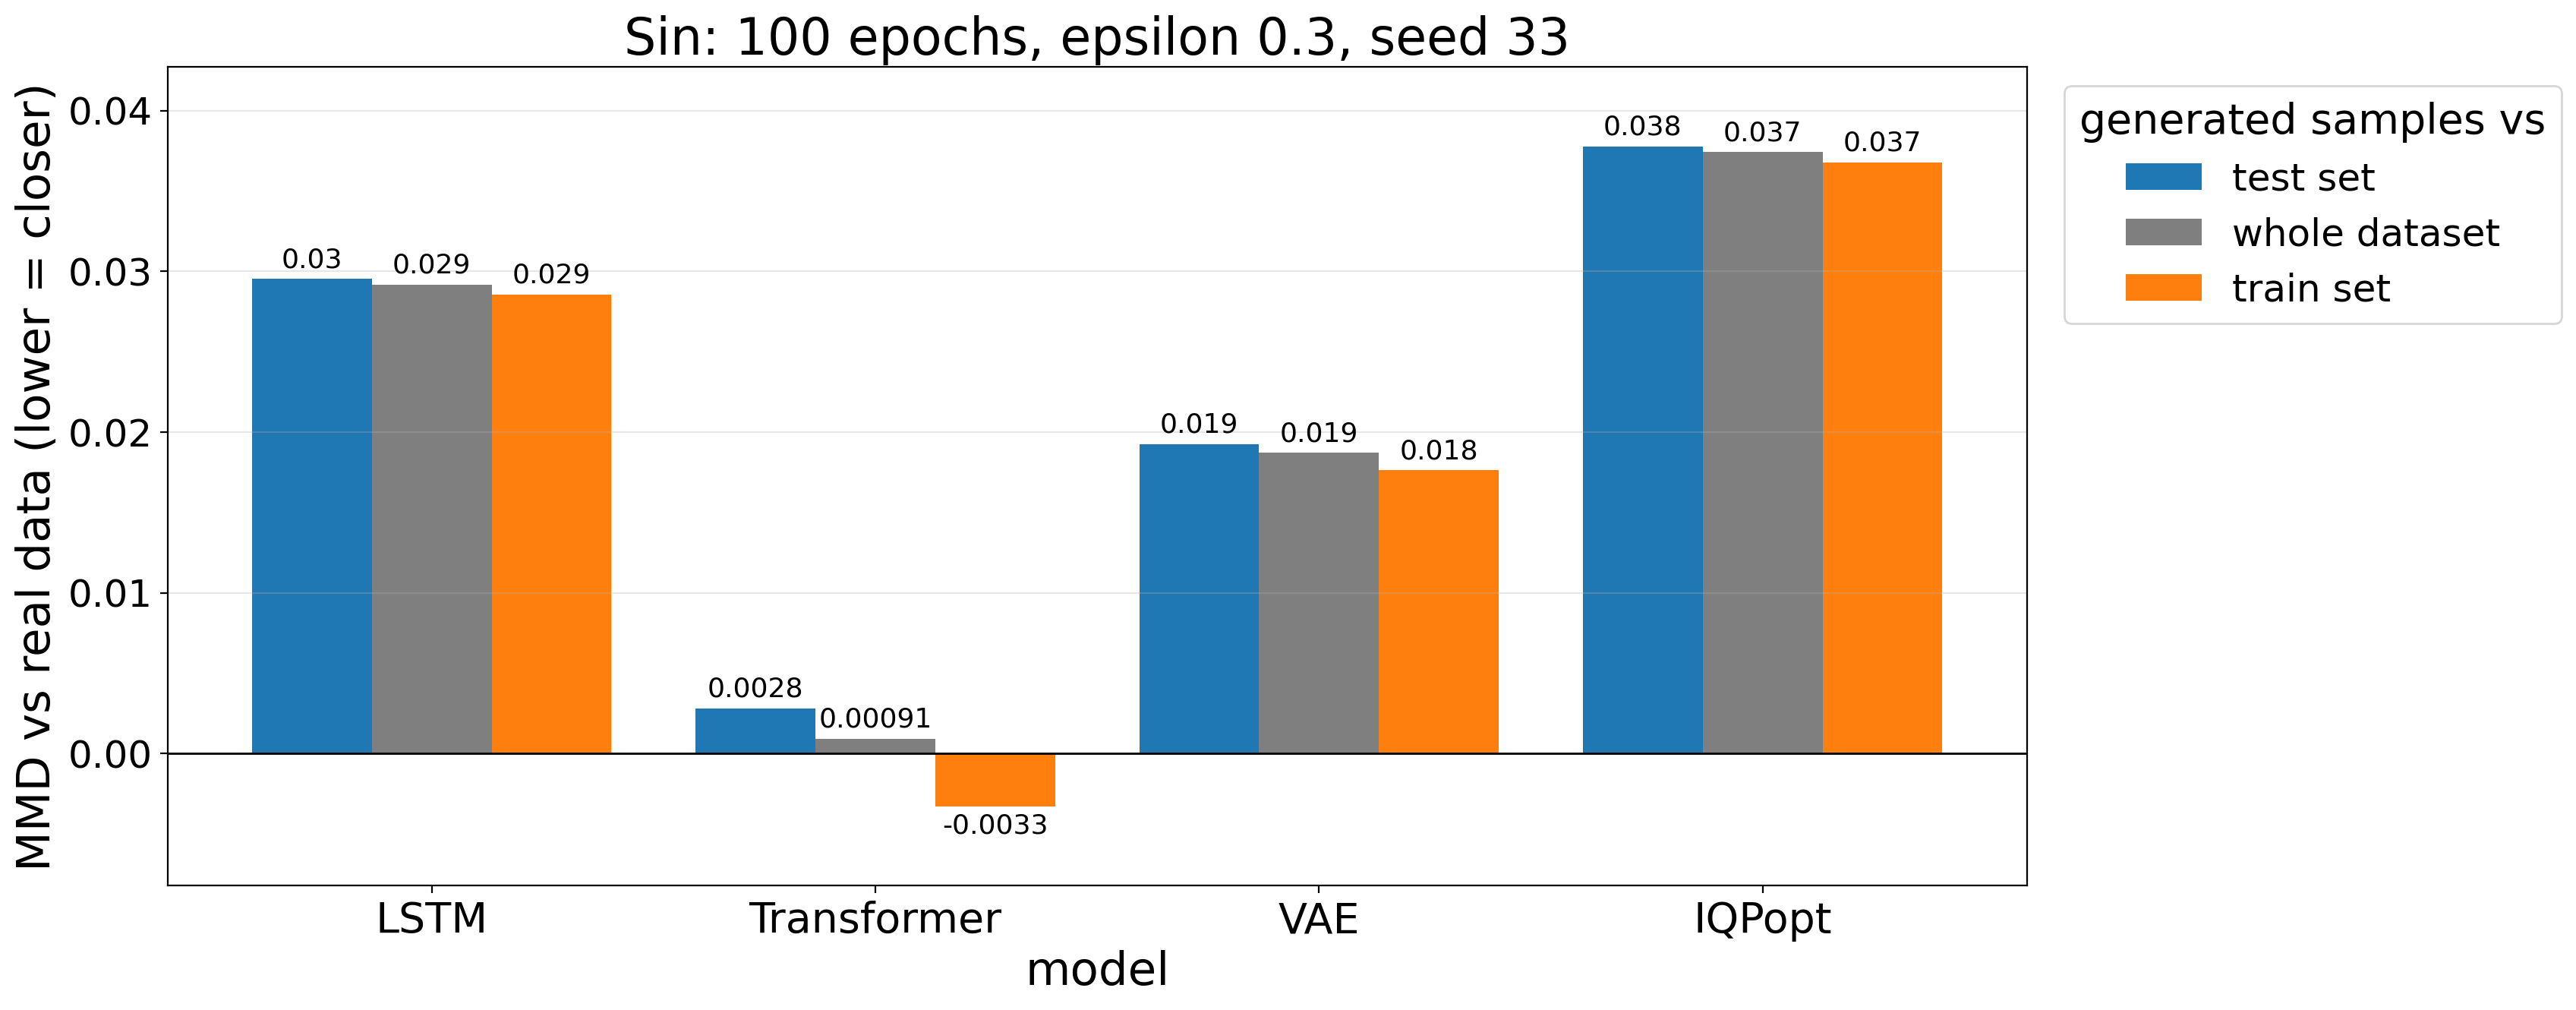 Sin: 100 epochs, epsilon 0.3, seed 33
MMD vs real data (lower = closer)
0.04
0.03
0.02
0.01
0.00
0.03
0.029
0.029
0.0028
0.00091
-0.0033
0.019
0.019
0.018
0.038
0.037
0.037
LSTM
Transformer
VAE
IQPopt
model
generated samples vs
test set
whole dataset
train set